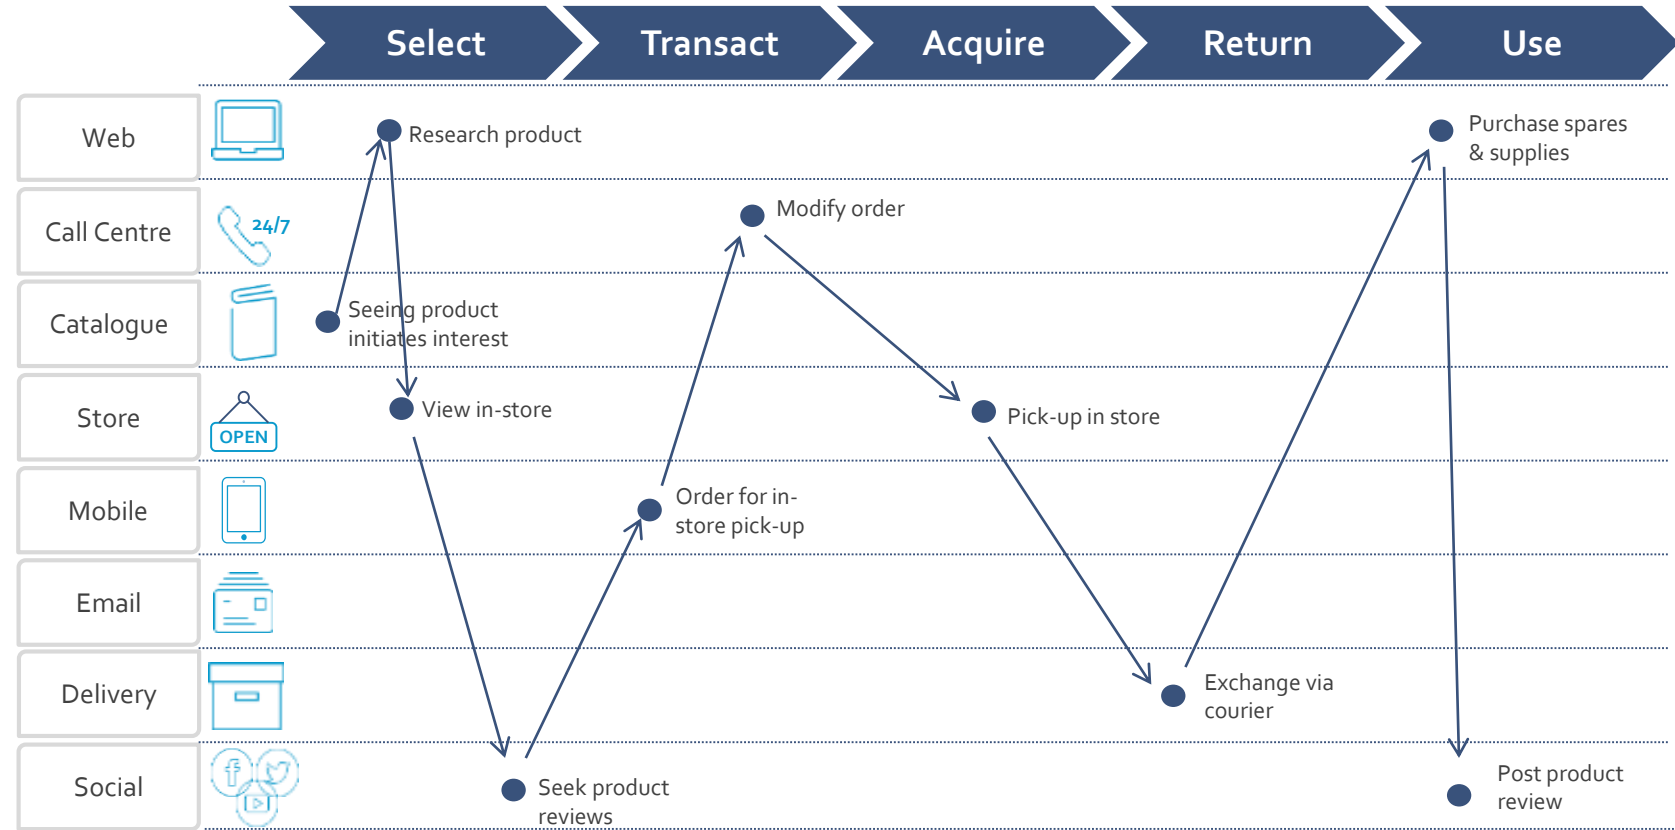 Select
Transact
Acquire
Return
Use
Web
Research product
Purchase spares
& supplies
Call Centre
24/7
Modify order
Catalogue
Seeing product
initiates interest
Store
OPEN
View in-store
Pick-up in store
Mobile
Order for in-
store pick-up
Email
Delivery
Exchange via
courier
Social
Seek product
reviews
Post product
review